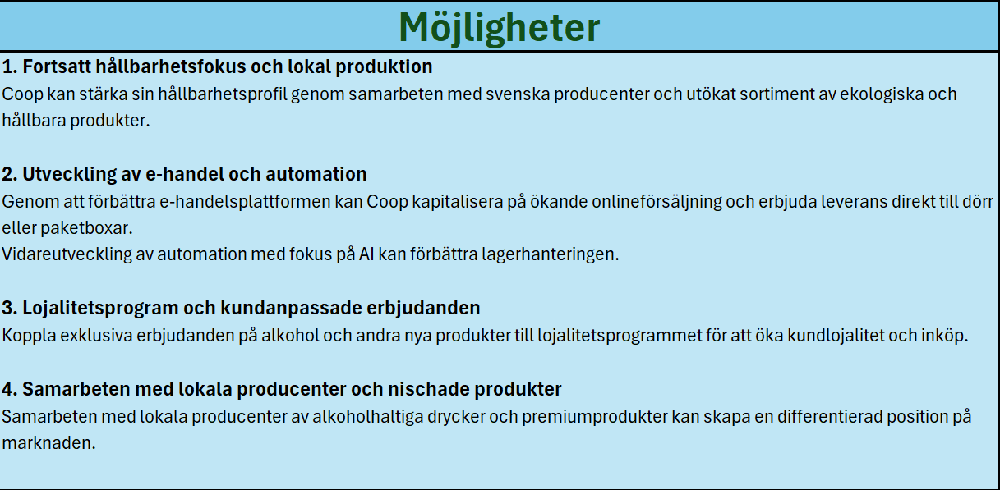 Möjligheter
1. Fortsatt hållbarhetsfokus och lokal produktion
Coop kan stärka sin hållbarhetsprofil genom samarbeten med svenska producenter och utökat sortiment av ekologiska och
hållbara produkter.
2. Utveckling av e-handel och automation
Genom att förbättra e-handelsplattformen kan Coop kapitalisera på ökande onlineförsäljning och erbjuda leverans direkt till dörr
eller paketboxar.
Vidareutveckling av automation med fokus på AI kan förbättra lagerhanteringen.
3. Lojalitetsprogram och kundanpassade erbjudanden
Koppla exklusiva erbjudanden på alkohol och andra nya produkter till lojalitetsprogrammet för att öka kundlojalitet och inköp.
4. Samarbeten med lokala producenter och nischade produkter
Samarbeten med lokala producenter av alkoholhaltiga drycker och premiumprodukter kan skapa en differentierad position på
marknaden.